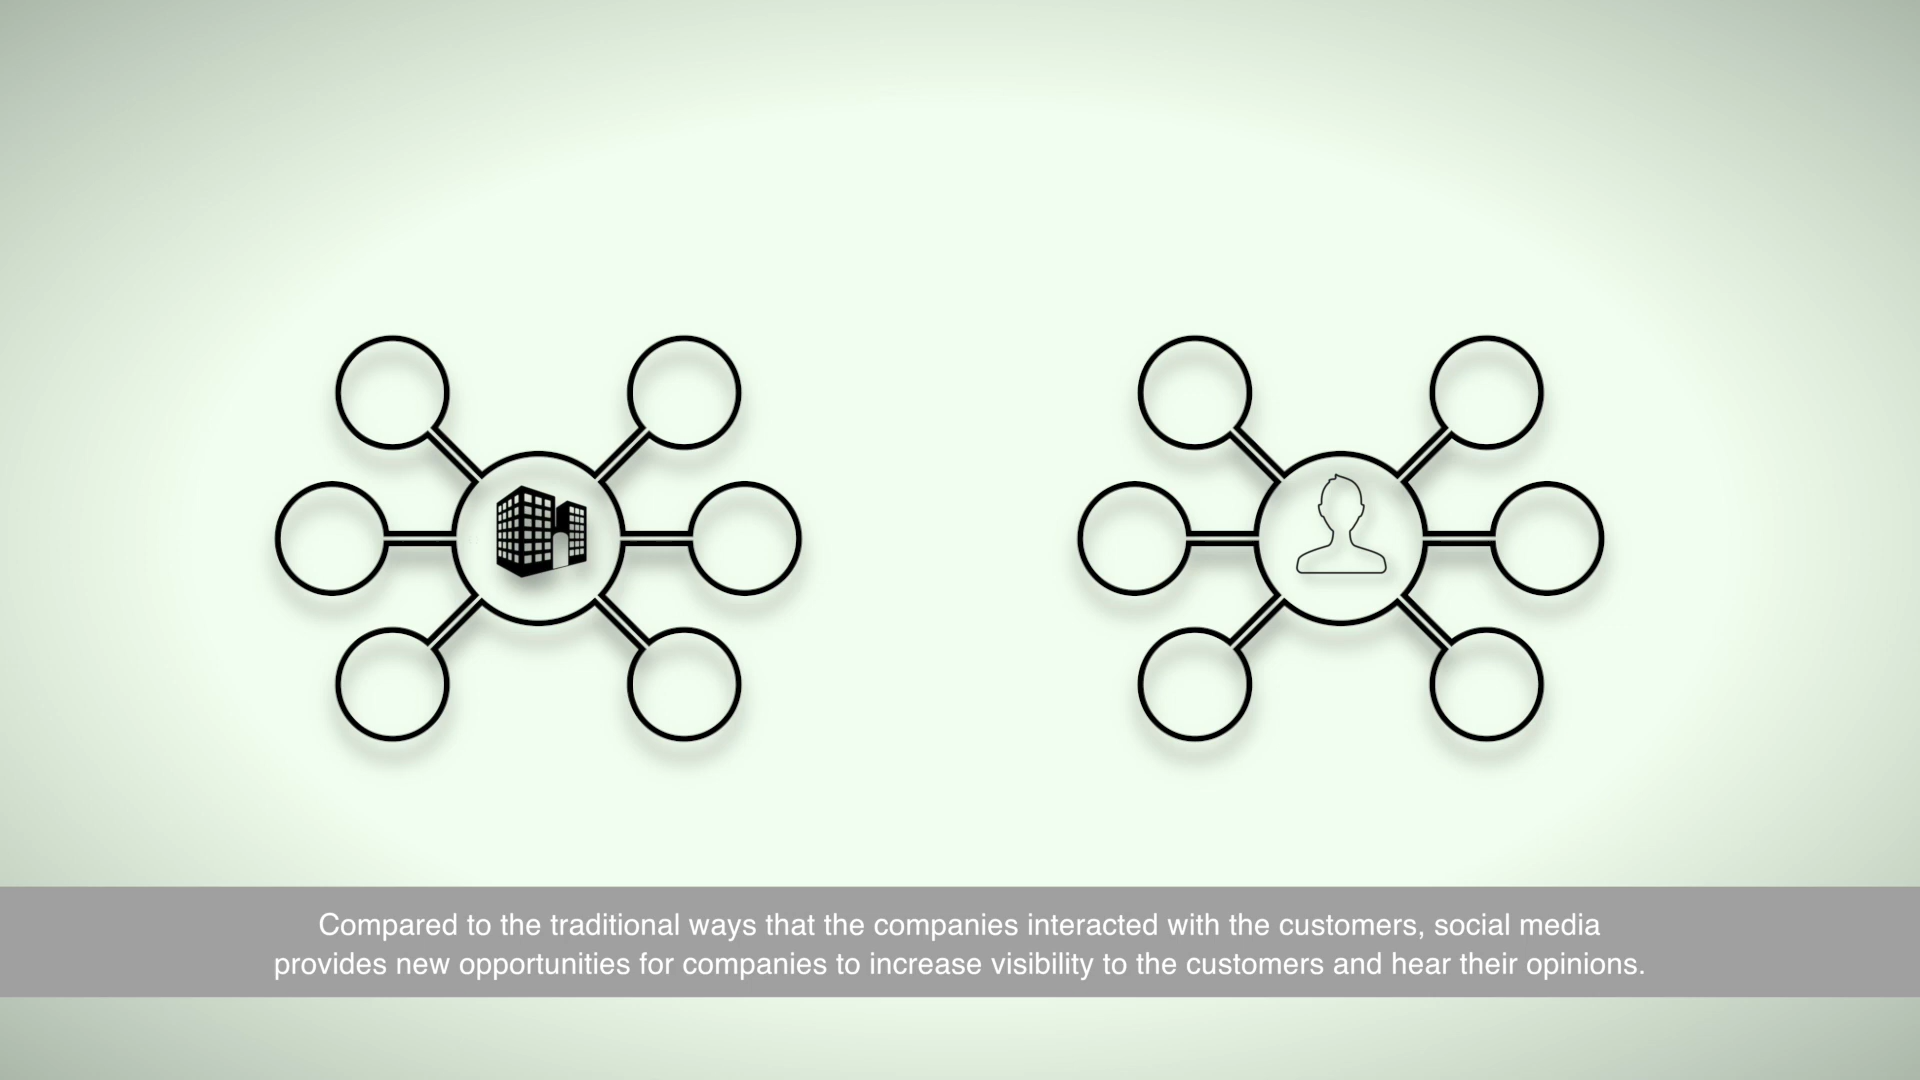 Compared to the traditional ways that the companies interacted with the customers, social media
provides new opportunities for companies to increase visibility to the customers and hear their opinions.